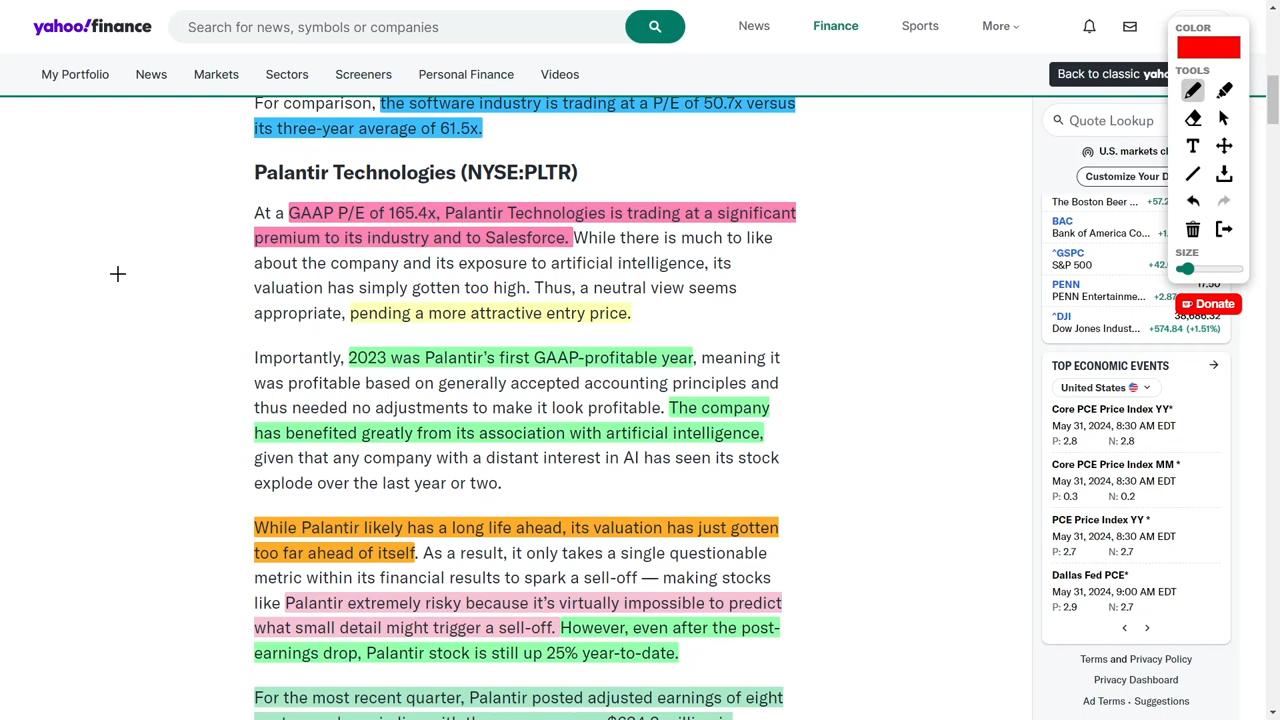 yahoo!finance
Search for news, symbols or companies
News
Finance
Sports
More
My Portfolio
News
Markets
Sectors
Screeners
Personal Finance
Videos
Back to classic
COLOR
TOOLS
SIZE
Donate
For comparison, the software industry is trading at a P/E of 50.7x versus
its three-year average of 61.5x.
Palantir Technologies (NYSE:PLTR)
At a GAAP P/E of 165.4x, Palantir Technologies is trading at a significant
premium to its industry and to Salesforce. While there is much to like
about the company and its exposure to artificial intelligence, its
valuation has simply gotten too high. Thus, a neutral view seems
appropriate, pending a more attractive entry price.
Importantly, 2023 was Palantir’s first GAAP-profitable year, meaning it
was profitable based on generally accepted accounting principles and
thus needed no adjustments to make it look profitable. The company
has benefited greatly from its association with artificial intelligence,
given that any company with a distant interest in AI has seen its stock
explode over the last year or two.
While Palantir likely has a long life ahead, its valuation has just gotten
too far ahead of itself. As a result, it only takes a single questionable
metric within its financial results to spark a sell-off — making stocks
like Palantir extremely risky because it’s virtually impossible to predict
what small detail might trigger a sell-off. However, even after the post-
earnings drop, Palantir stock is still up 25% year-to-date.
For the most recent quarter, Palantir posted adjusted earnings of eight
Quote Lookup
U.S. markets
Customize Your
The Boston Beer ... +57.2
BAC
Bank of America Co... +1.
^GSPC
S&P 500 +42.
PENN 17.50
PENN Entertainme... +2.87
^DJI 38,686.32
Dow Jones Indust... +574.84 (+1.51%)
TOP ECONOMIC EVENTS
United States
Core PCE Price Index YY*
May 31, 2024, 8:30 AM EDT
P: 2.8 N: 2.8
Core PCE Price Index MM *
May 31, 2024, 8:30 AM EDT
P: 0.3 N: 0.2
PCE Price Index YY *
May 31, 2024, 8:30 AM EDT
P: 2.7 N: 2.7
Dallas Fed PCE*
May 31, 2024, 9:00 AM EDT
P: 2.9 N: 2.7
Terms and Privacy Policy
Privacy Dashboard
Ad Terms • Suggestions